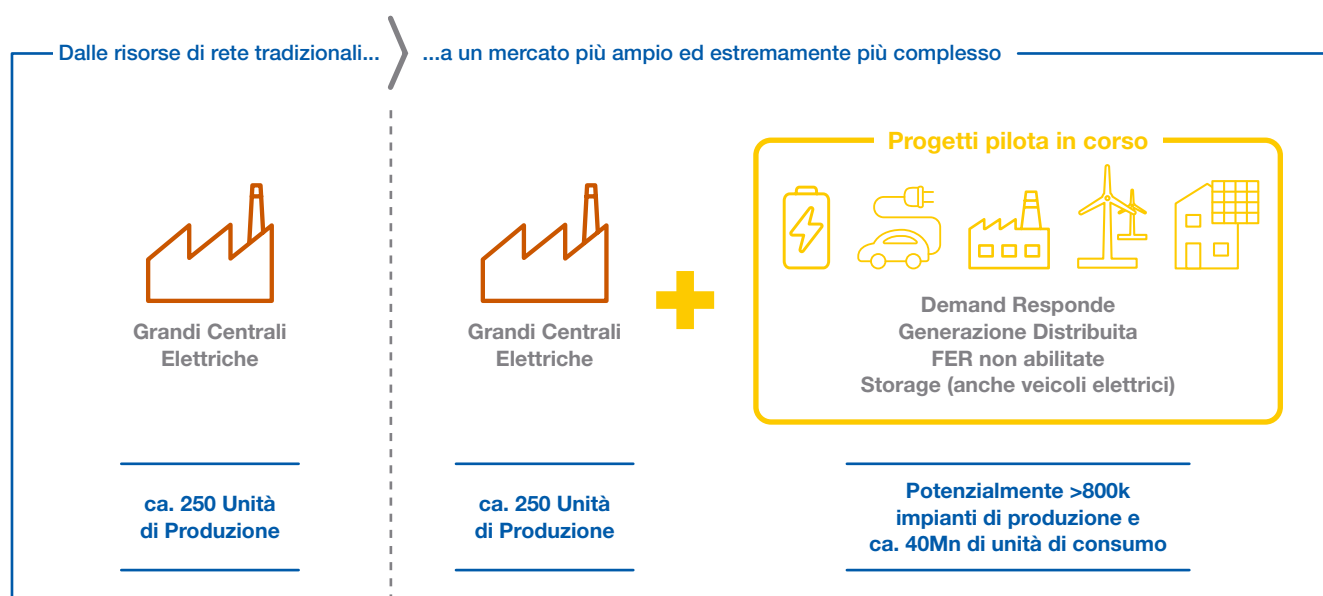 Dalle risorse di rete tradizionali...
...a un mercato più ampio ed estremamente più complesso
Grandi Centrali
Elettriche
ca. 250 Unità
di Produzione
Grandi Centrali
Elettriche
ca. 250 Unità
di Produzione
Progetti pilota in corso
Demand Responde
Generazione Distribuita
FER non abilitate
Storage (anche veicoli elettrici)
Potenzialmente >800k
impianti di produzione e
ca. 40Mn di unità di consumo